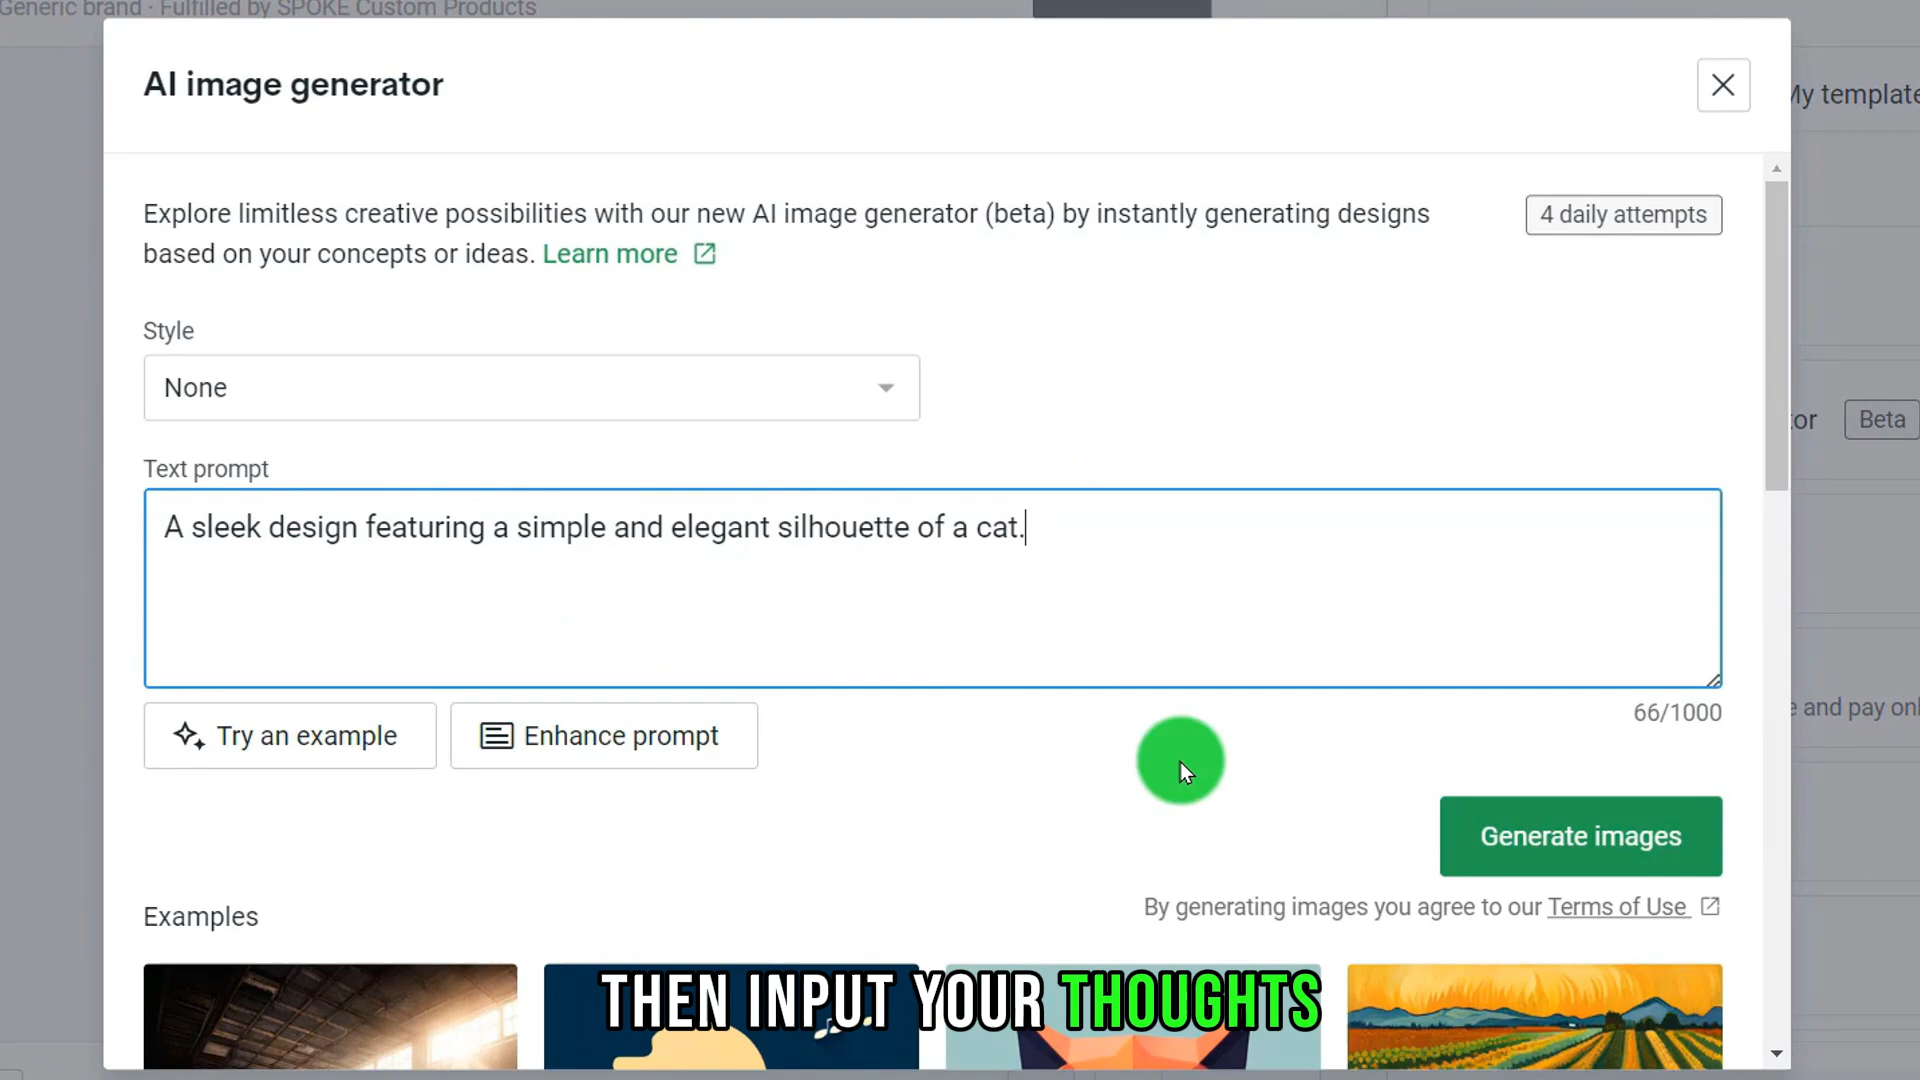 Generic brand · Fulfilled by SPOKE Custom Products
AI image generator
My template
Explore limitless creative possibilities with our new AI image generator (beta) by instantly generating designs
based on your concepts or ideas. Learn more
4 daily attempts
Style
None
Beta
Text prompt
A sleek design featuring a simple and elegant silhouette of a cat.
66/1000
e and pay onl
Try an example
Enhance prompt
Generate images
By generating images you agree to our Terms of Use
Examples
THEN INPUT YOUR THOUGHTS